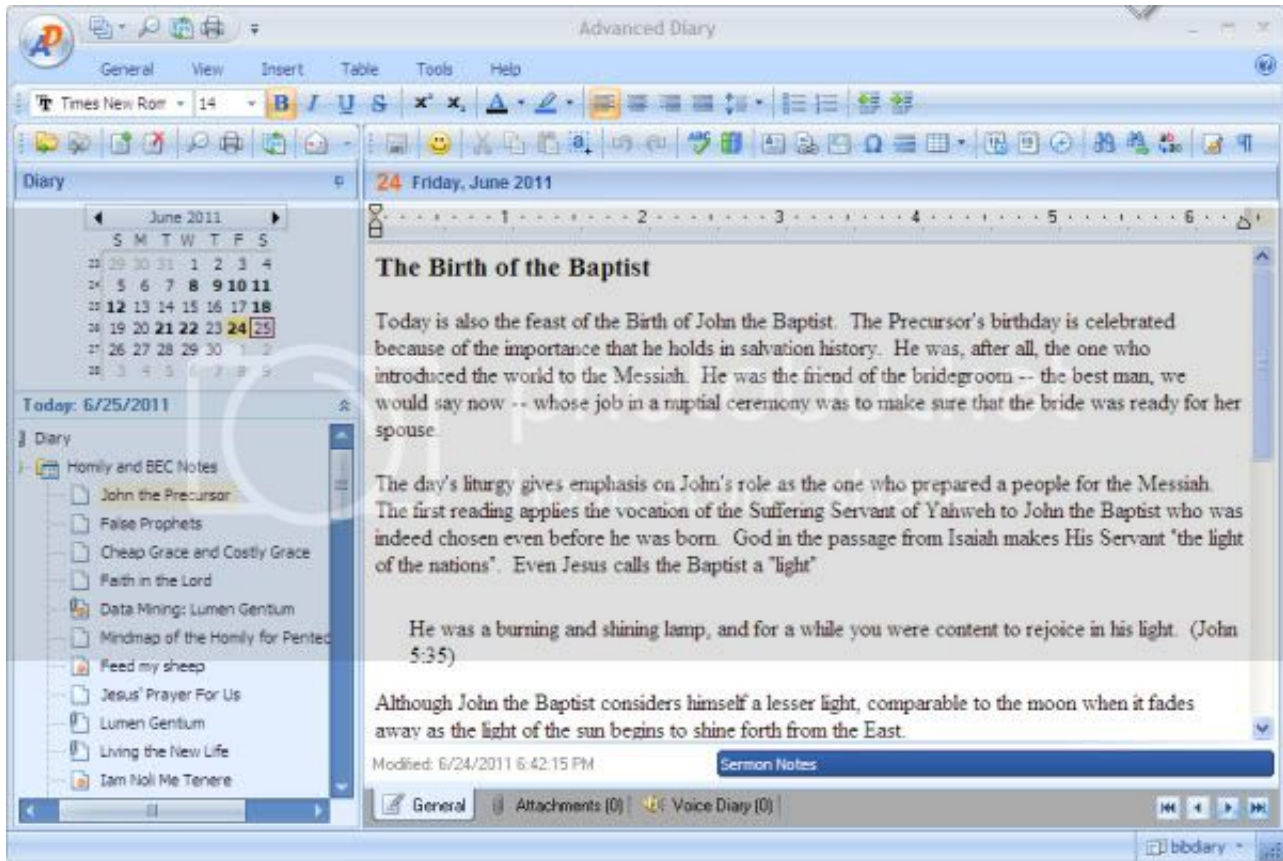 Advanced Diary
General View Insert Table Tools Help
Times New Rom 14 B I U S
Diary
24 Friday, June 2011
June 2011
S M T W T F S
23 29 30 31 1 2 3 4
24 5 6 7 8 9 10 11
25 12 13 14 15 16 17 18
26 19 20 21 22 23 24 25
27 26 27 28 29 30 1 2
28 3 4 5 6 7 8 9
Today: 6/25/2011
Diary
Homily and BEC Notes
John the Precursor
False Prophets
Cheap Grace and Costly Grace
Faith in the Lord
Data Mining: Lumen Gentium
Mindmap of the Homily for Pented
Feed my sheep
Jesus' Prayer For Us
Lumen Gentium
Living the New Life
Iam Noli Me Tenere
1 2 3 4 5 6
The Birth of the Baptist
Today is also the feast of the Birth of John the Baptist. The Precursor's birthday is celebrated
because of the importance that he holds in salvation history. He was, after all, the one who
introduced the world to the Messiah. He was the friend of the bridegroom -- the best man, we
would say now -- whose job in a nuptial ceremony was to make sure that the bride was ready for her
spouse.
The day's liturgy gives emphasis on John's role as the one who prepared a people for the Messiah.
The first reading applies the vocation of the Suffering Servant of Yahweh to John the Baptist who was
indeed chosen even before he was born. God in the passage from Isaiah makes His Servant "the light
of the nations". Even Jesus calls the Baptist a "light"
He was a burning and shining lamp, and for a while you were content to rejoice in his light. (John
5:35)
Although John the Baptist considers himself a lesser light, comparable to the moon when it fades
away as the light of the sun begins to shine forth from the East.
Modified: 6/24/2011 6:42:15 PM
Sermon Notes
General Attachments (0) Voice Diary (0)
bbdiary